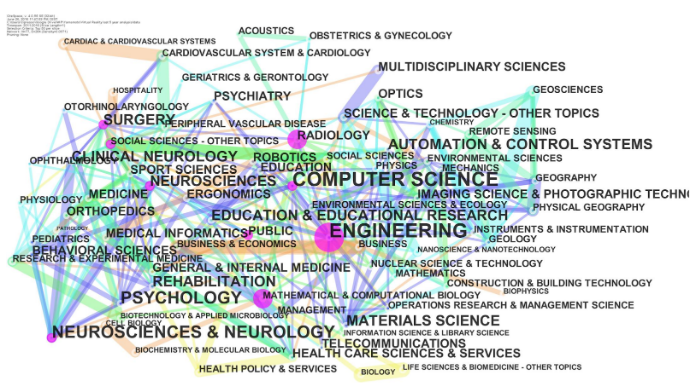 ACOUSTICS
OBSTETRICS & GYNECOLOGY
CARDIAC & CARDIOVASCULAR SYSTEMS
CARDIOVASCULAR SYSTEM & CARDIOLOGY
MULTIDISCIPLINARY SCIENCES
GERIATRICS & GERONTOLOGY
HOSPITALITY
PSYCHIATRY
OPTICS
GEOSCIENCES
OTORHINOLARYNGOLOGY
SCIENCE & TECHNOLOGY - OTHER TOPICS
SURGERY
PERIPHERAL VASCULAR DISEASE
CHEMISTRY
REMOTE SENSING
RADIOLOGY
SOCIAL SCIENCES - OTHER TOPICS
AUTOMATION & CONTROL SYSTEMS
OPHTHALMOLOGY
CLINICAL NEUROLOGY
ROBOTICS
SOCIAL SCIENCES
ENVIRONMENTAL SCIENCES
SPORT SCIENCES
EDUCATION
PHYSICS
MECHANICS
NEUROSCIENCES
COMPUTER SCIENCE
GEOGRAPHY
PHYSIOLOGY
MEDICINE
ERGONOMICS
IMAGING SCIENCE & PHOTOGRAPHIC TECHNO
ENVIRONMENTAL SCIENCES & ECOLOGY
PHYSICAL GEOGRAPHY
ORTHOPEDICS
EDUCATION & EDUCATIONAL RESEARCH
PATHOLOGY
MEDICAL INFORMATICS
PUBLIC
ENGINEERING
INSTRUMENTS & INSTRUMENTATION
PEDIATRICS
BUSINESS & ECONOMICS
BUSINESS
GEOLOGY
BEHAVIORAL SCIENCES
NANOSCIENCE & NANOTECHNOLOGY
RESEARCH & EXPERIMENTAL MEDICINE
GENERAL & INTERNAL MEDICINE
NUCLEAR SCIENCE & TECHNOLOGY
MATHEMATICS
REHABILITATION
CONSTRUCTION & BUILDING TECHNOLOGY
BIOPHYSICS
PSYCHOLOGY
MATHEMATICAL & COMPUTATIONAL BIOLOGY
OPERATIONS RESEARCH & MANAGEMENT SCIENCE
MANAGEMENT
BIOTECHNOLOGY & APPLIED MICROBIOLOGY
CELL BIOLOGY
MATERIALS SCIENCE
NEUROSCIENCES & NEUROLOGY
INFORMATION SCIENCE & LIBRARY SCIENCE
TELECOMMUNICATIONS
BIOCHEMISTRY & MOLECULAR BIOLOGY
HEALTH CARE SCIENCES & SERVICES
HEALTH POLICY & SERVICES
BIOLOGY
LIFE SCIENCES & BIOMEDICINE - OTHER TOPICS